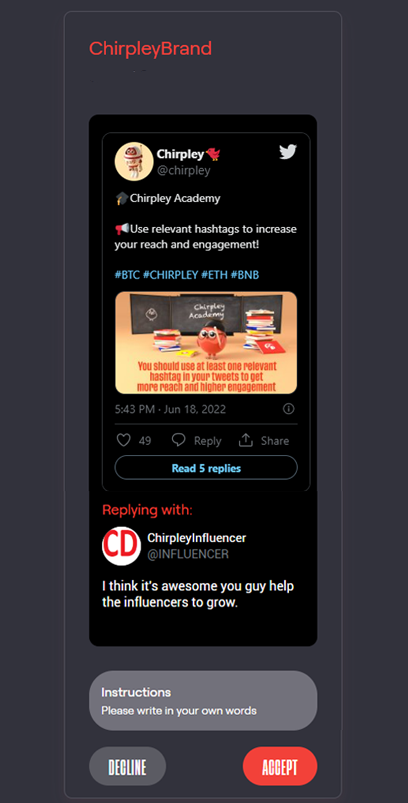 ChirpleyBrand
Chirpley
@chirpley
Chirpley Academy
Use relevant hashtags to increase
your reach and engagement!
#BTC #CHIRPLEY #ETH #BNB
Chirpley
Academy
You should use at least one relevant
hashtag in your tweets to get
more reach and higher engagement
5:43 PM · Jun 18, 2022
49 Reply Share
Read 5 replies
Replying with:
CD
ChirpleyInfluencer
@INFLUENCER
I think it's awesome you guy help
the influencers to grow.
Instructions
Please write in your own words
DECLINE ACCEPT